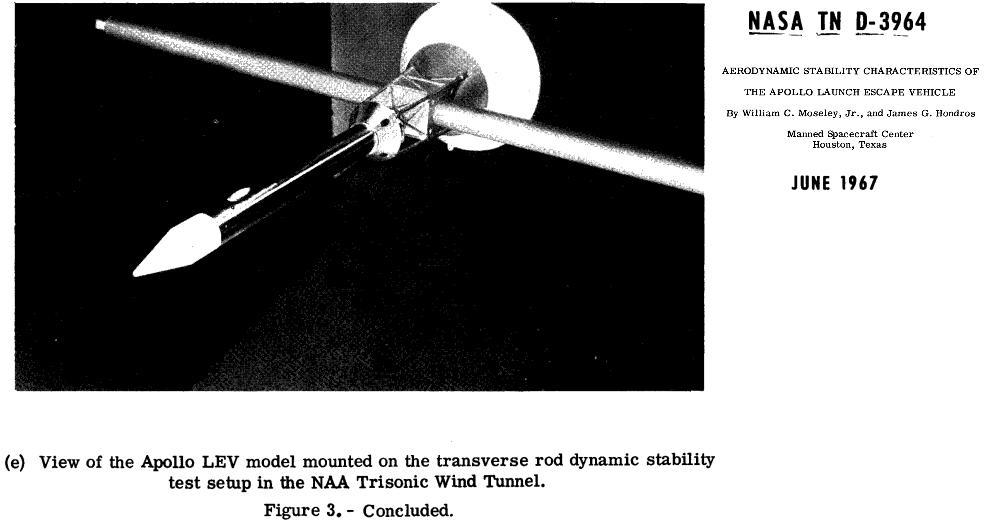 NASA TN D-3964
AERODYNAMIC STABILITY CHARACTERISTICS OF
THE APOLLO LAUNCH ESCAPE VEHICLE
By William C. Moseley, Jr., and James G. Hondros
Manned Spacecraft Center
Houston, Texas
JUNE 1967
(e) View of the Apollo LEV model mounted on the transverse rod dynamic stability
test setup in the NAA Trisonic Wind Tunnel.
Figure 3. - Concluded.